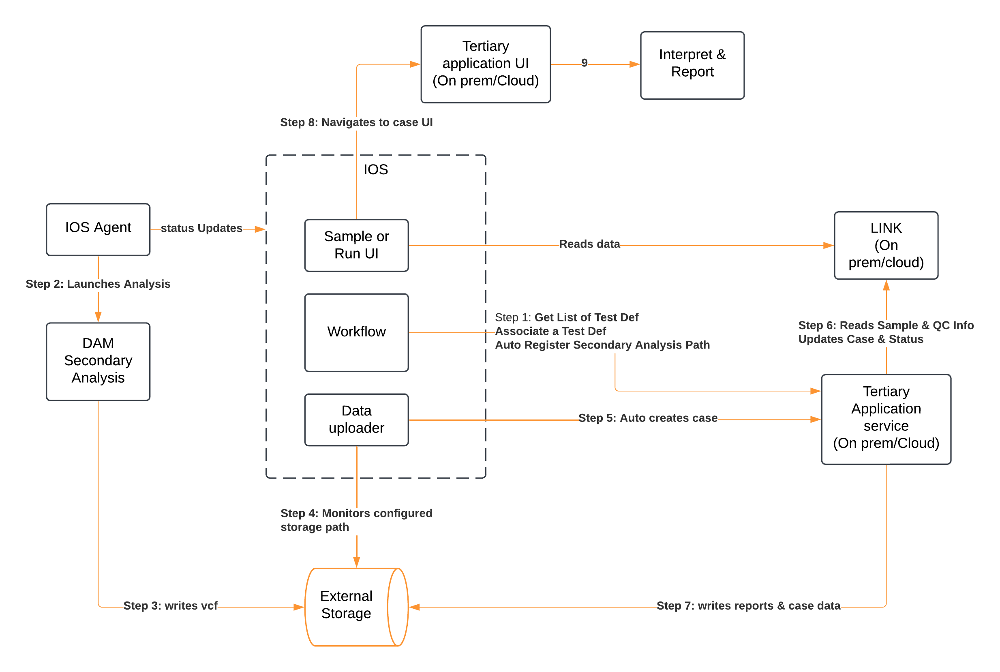 Tertiary
application UI
(On prem/Cloud)
9
Interpret &
Report
Step 8: Navigates to case UI
IOS
IOS Agent
status Updates
Sample or
Run UI
Reads data
LINK
(On
prem/cloud)
Step 2: Launches Analysis
Workflow
Step 1: Get List of Test Def
Associate a Test Def
Auto Register Secondary Analysis Path
Step 6: Reads Sample & QC Info
Updates Case & Status
DAM
Secondary
Analysis
Data
uploader
Step 5: Auto creates case
Tertiary
Application
service
(On prem/Cloud)
Step 4: Monitors configured
storage path
External
Storage
Step 3: writes vcf
Step 7: writes reports & case data